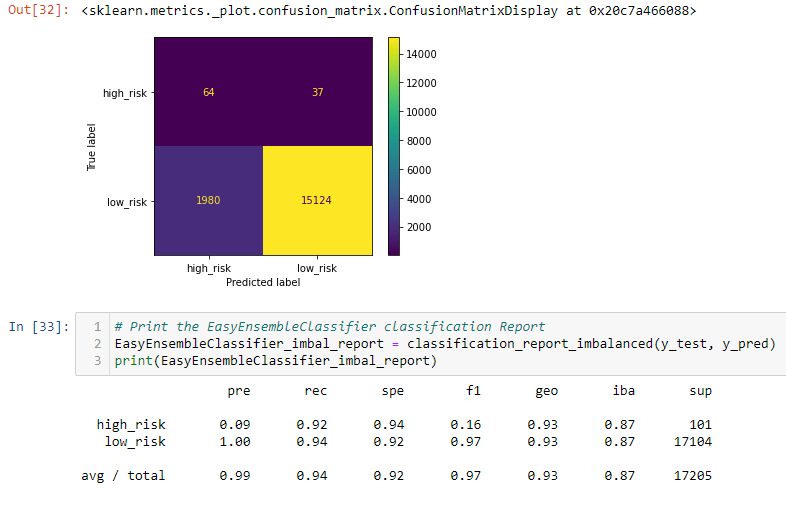 Out[32]: <sklearn.metrics._plot.confusion_matrix.ConfusionMatrixDisplay at 0x20c7a466088>
14000
high_risk 64 37
12000
10000
True label
8000
6000
low_risk 1980 15124
4000
2000
high_risk low_risk
Predicted label
In [33]: 1 # Print the EasyEnsembleClassifier classification Report
2 EasyEnsembleClassifier_imbal_report = classification_report_imbalanced(y_test, y_pred)
3 print(EasyEnsembleClassifier_imbal_report)
pre rec spe f1 geo iba sup
high_risk 0.09 0.92 0.94 0.16 0.93 0.87 101
low_risk 1.00 0.94 0.92 0.97 0.93 0.87 17104
avg / total 0.99 0.94 0.92 0.97 0.93 0.87 17205